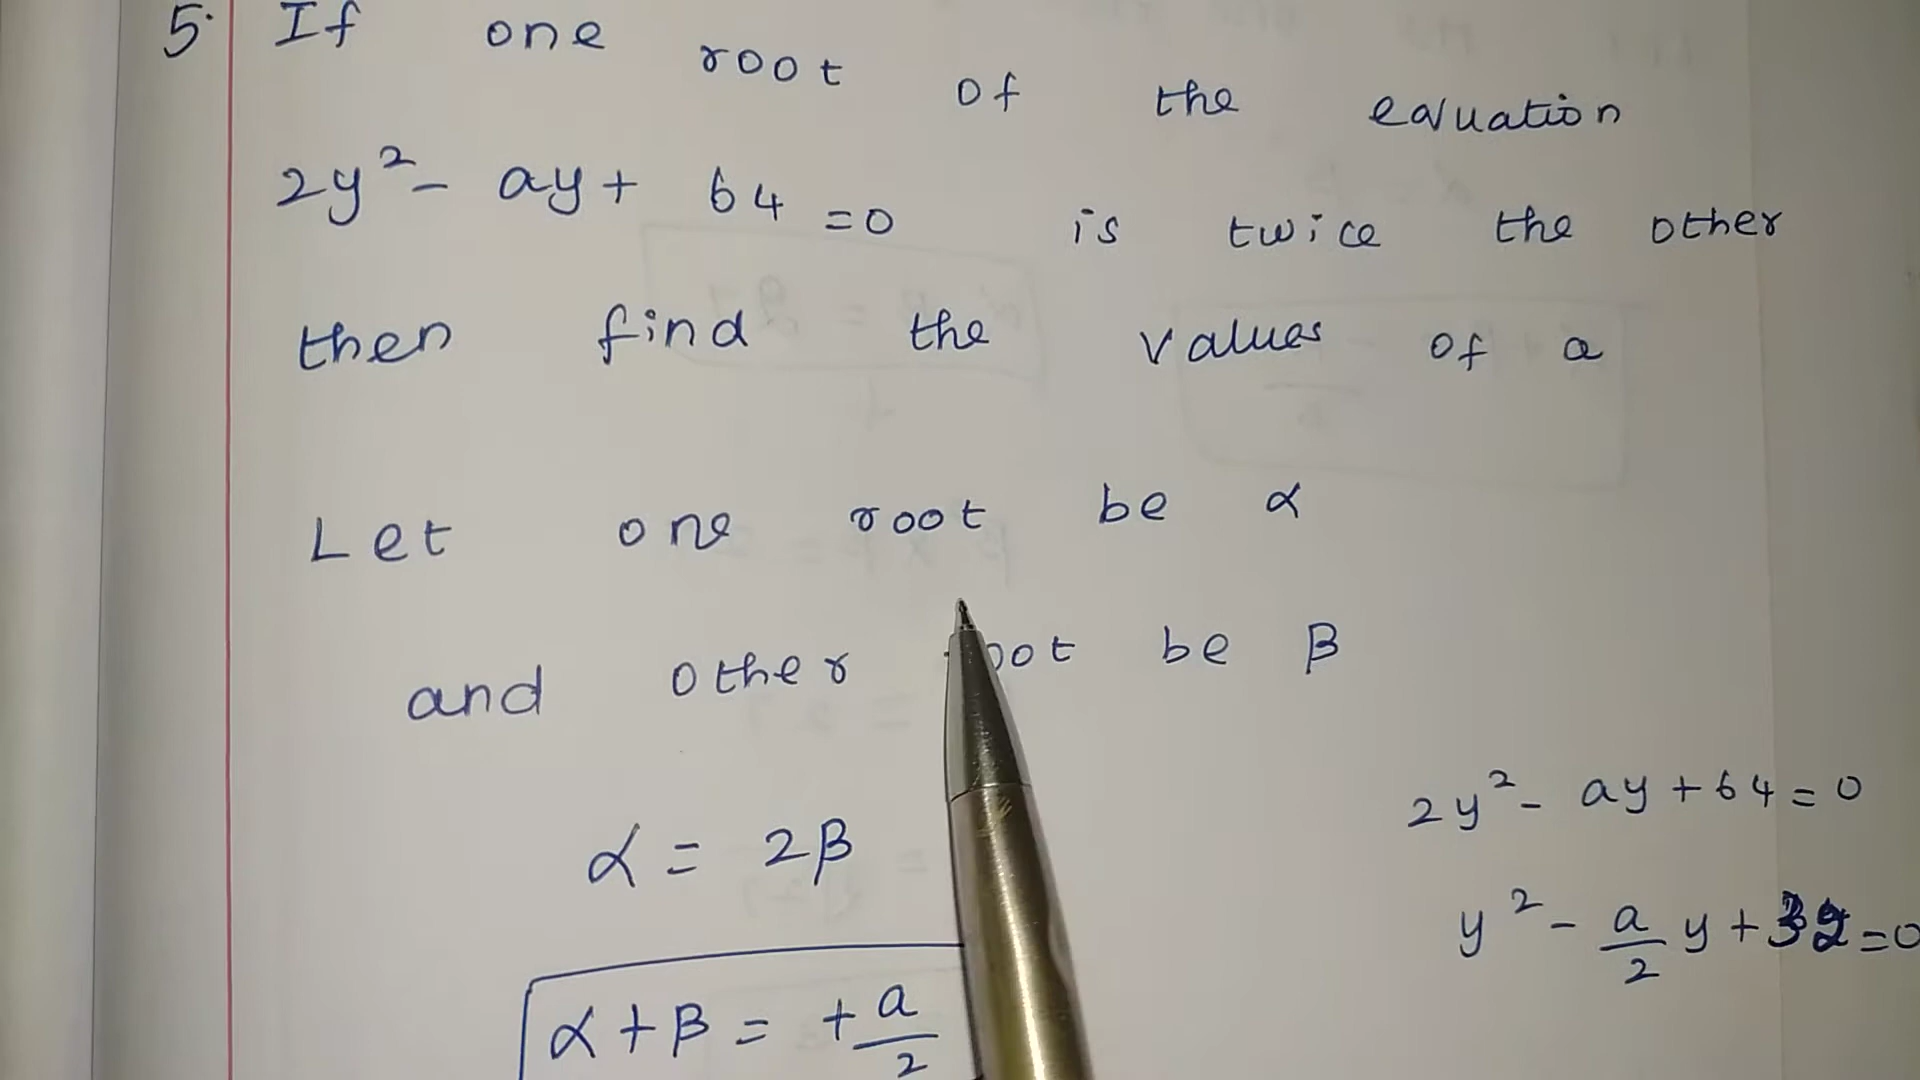 5. If one root of the equation
2y² - ay + 64 = 0 is twice the other
then find the values of a
Let one root be α
and other be β
α = 2β
2y² - ay + 64 = 0
y² - a/2 y + 32 = 0
α + β = + a/2